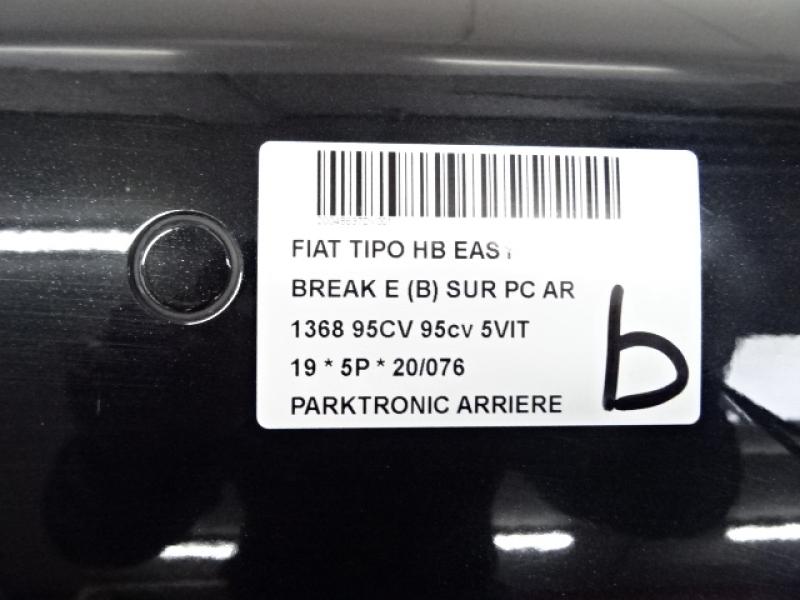 FIAT TIPO HB EASY
BREAK E (B) SUR PC AR
1368 95CV 95cv 5VIT
19 * 5P * 20/076
PARKTRONIC ARRIERE
b